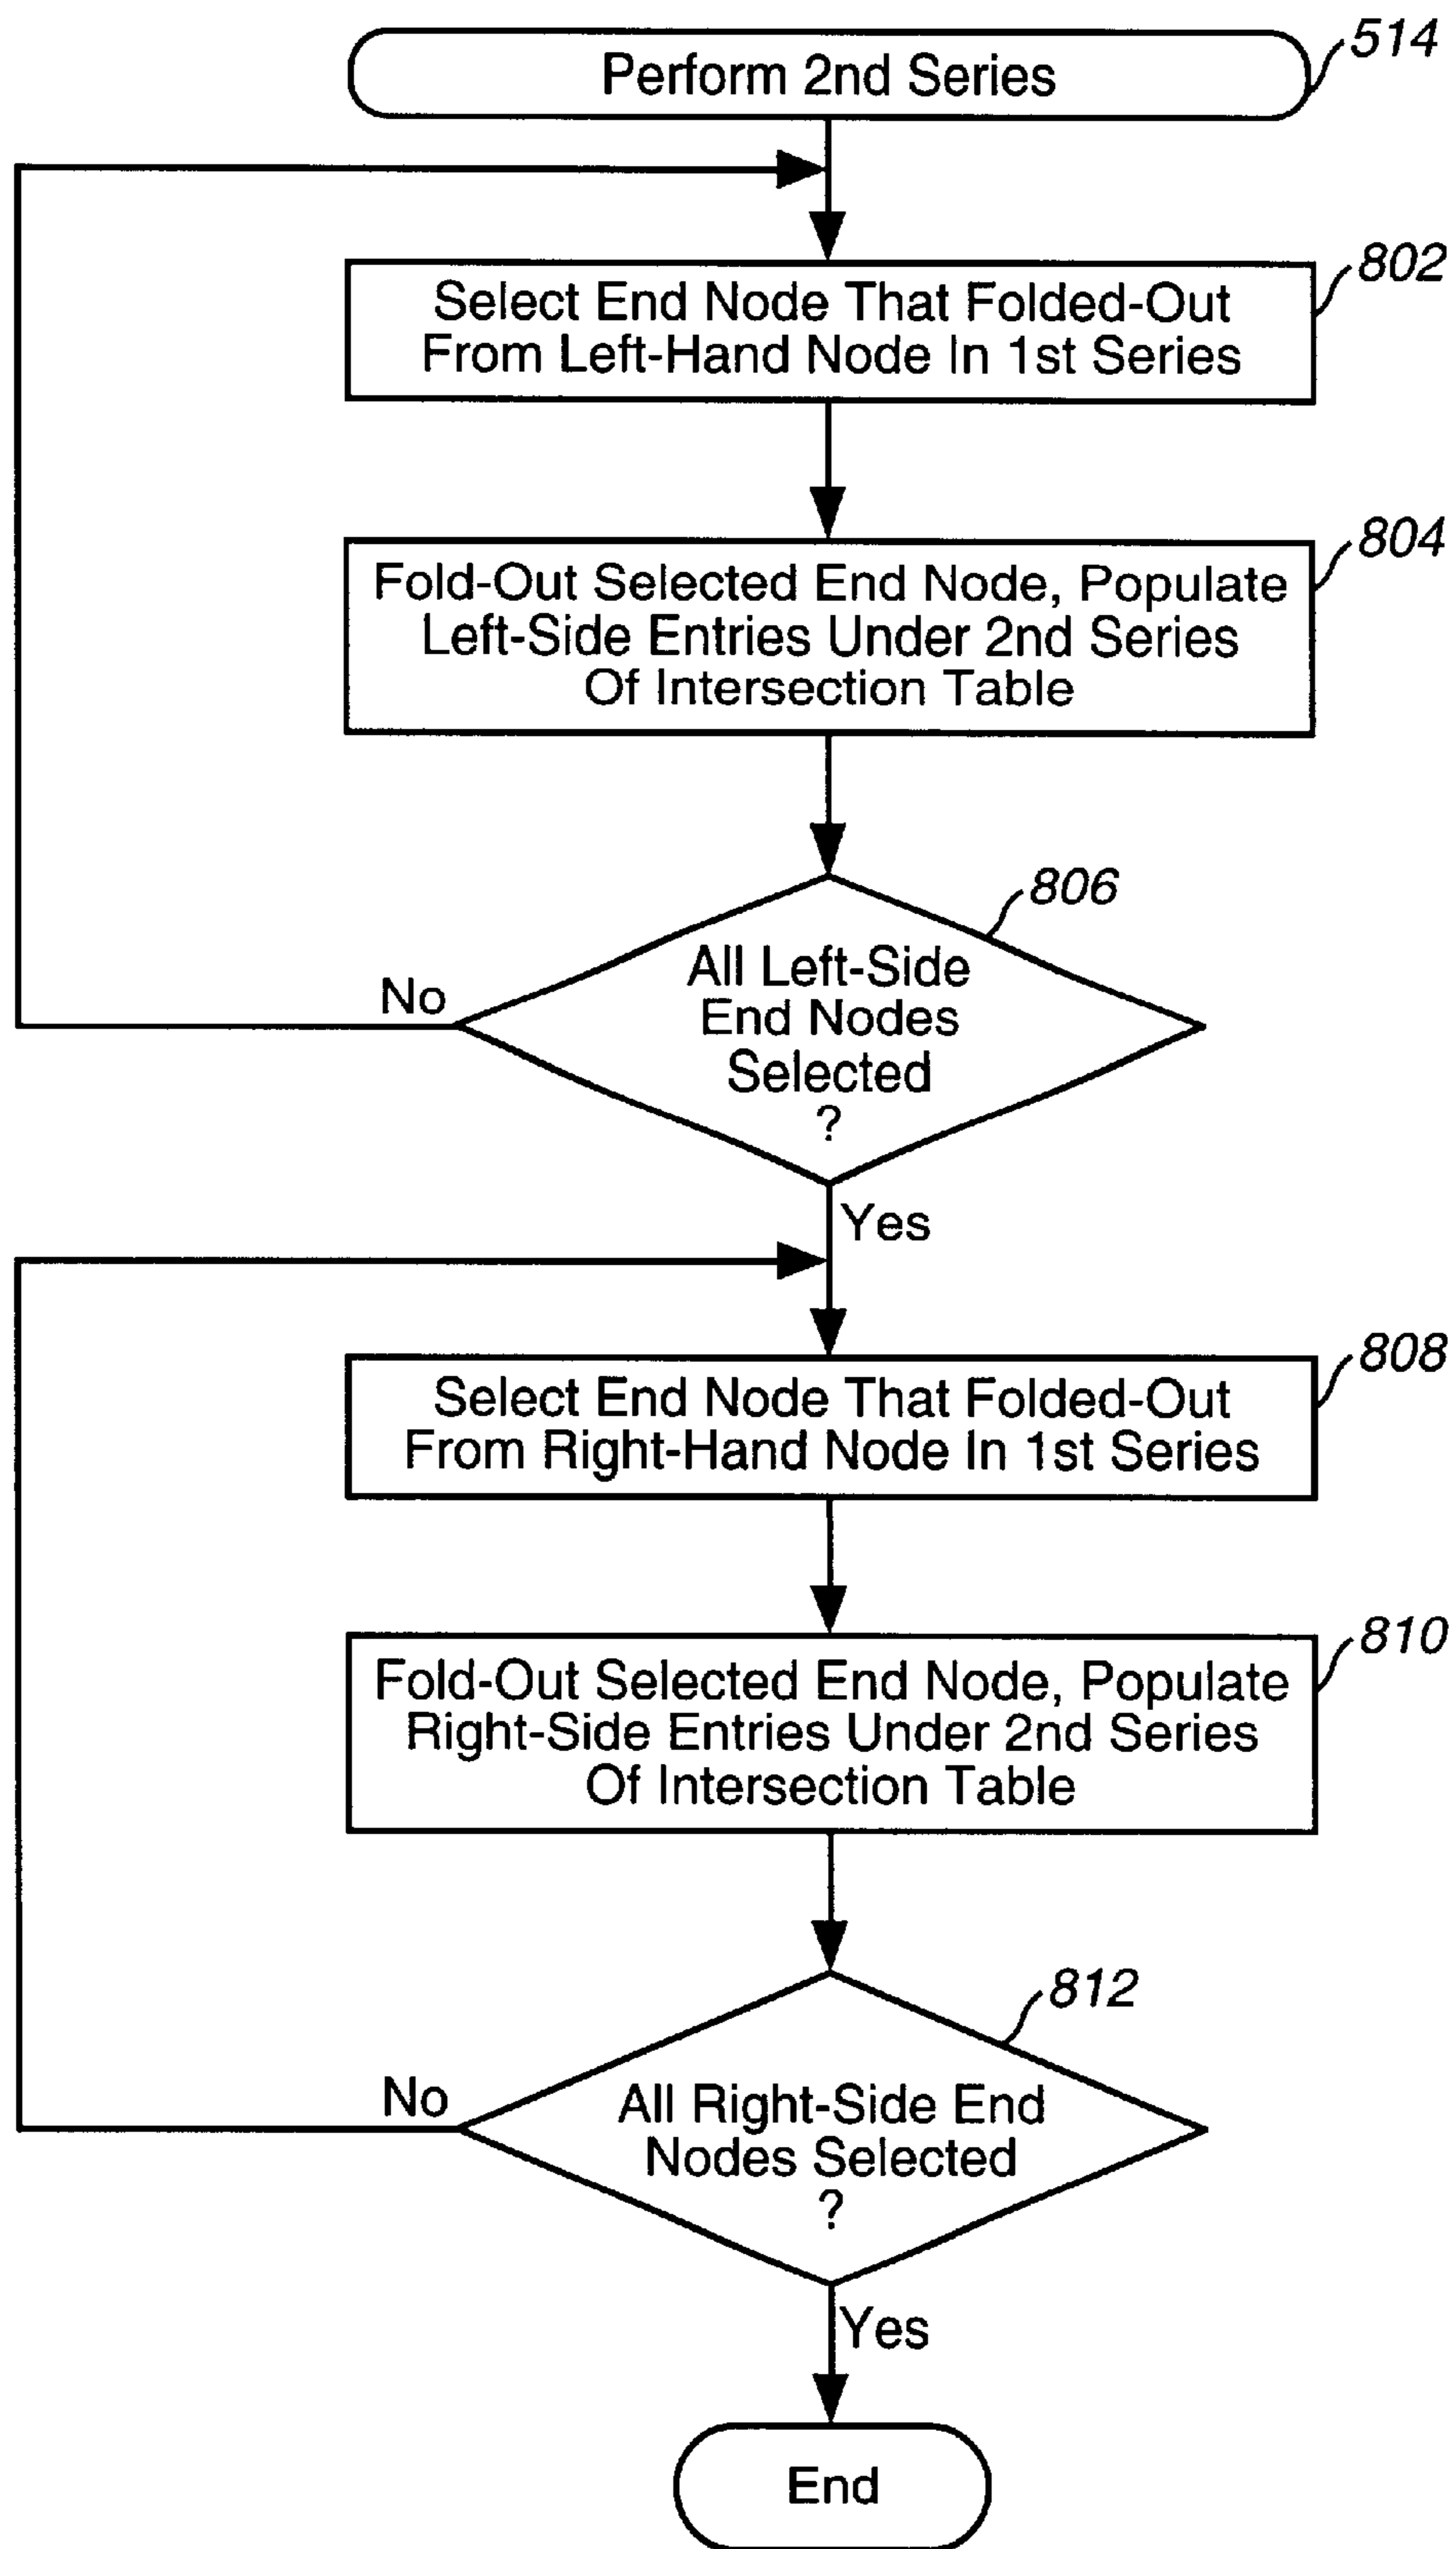 Perform 2nd Series
514
802
Select End Node That Folded-Out
From Left-Hand Node In 1st Series
804
Fold-Out Selected End Node, Populate
Left-Side Entries Under 2nd Series
Of Intersection Table
806
All Left-Side
End Nodes
Selected
?
No
Yes
808
Select End Node That Folded-Out
From Right-Hand Node In 1st Series
810
Fold-Out Selected End Node, Populate
Right-Side Entries Under 2nd Series
Of Intersection Table
812
All Right-Side End
Nodes Selected
?
No
Yes
End